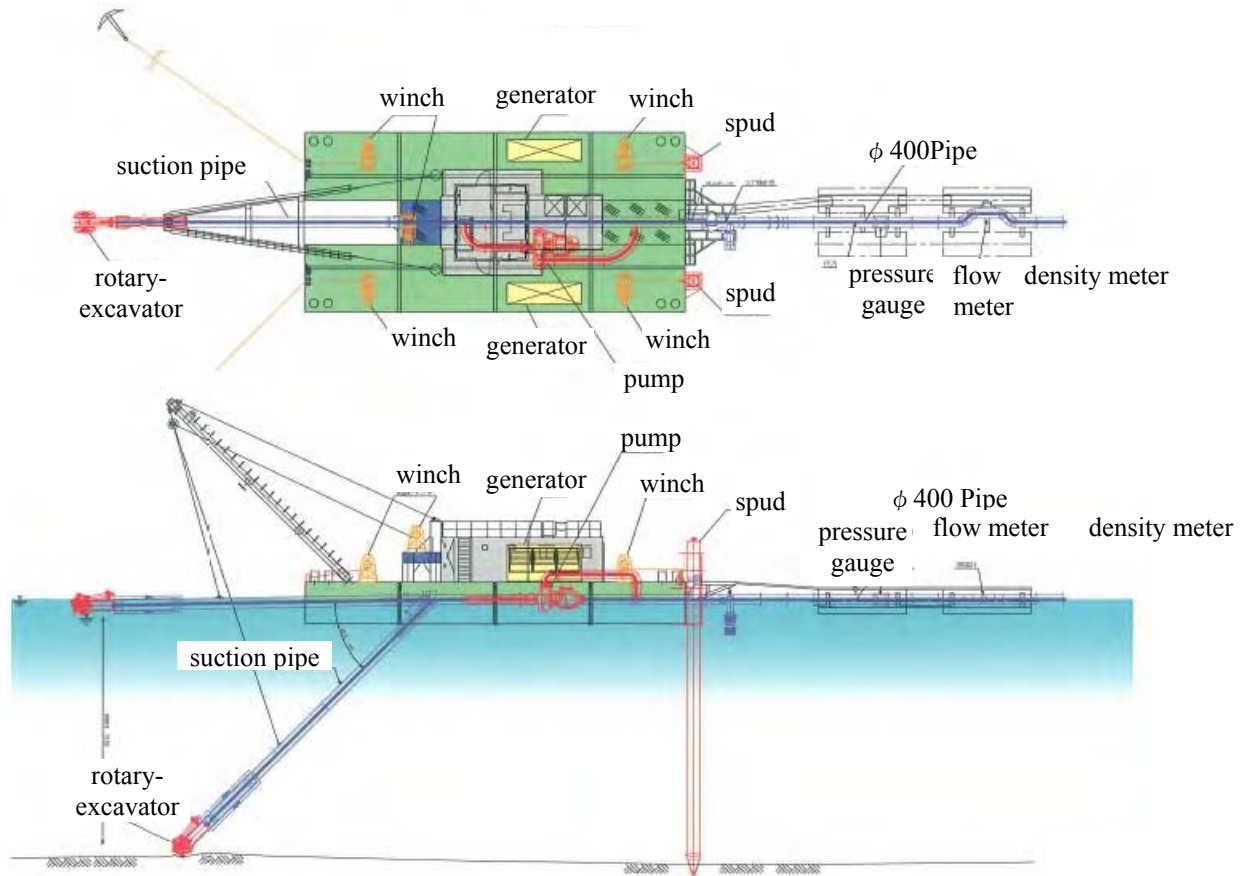 winch
generator
winch
spud
suction pipe
φ 400Pipe
rotary-
excavator
pressure
gauge
flow
meter
density meter
spud
winch
generator
winch
pump
pump
winch
generator
winch
spud
φ 400 Pipe
pressure
gauge
flow meter
density meter
suction pipe
rotary-
excavator